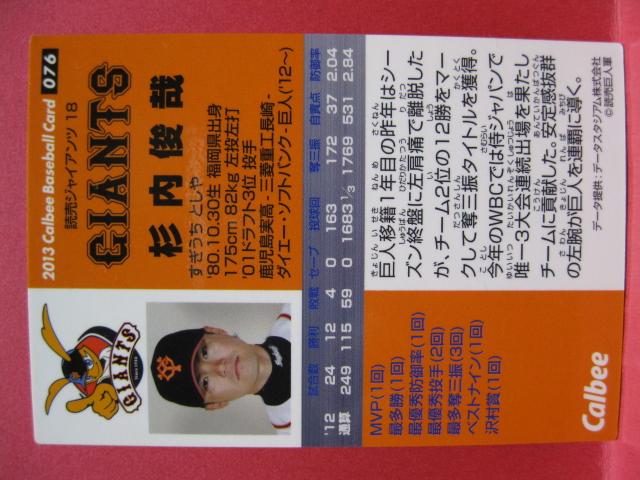 2013 Calbee Baseball Card 076
読売ジャイアンツ 18
GIANTS
杉内俊哉
すぎうち としや
'80.10.30生 福岡県出身
175cm 82kg 左投左打
'01ドラフト3位 投手
鹿児島実高-三菱重工長崎-
ダイエー・ソフトバンク-巨人('12~)
GIANTS
試合数 勝利 敗戦 セーブ 投球回 奪三振 自責点 防御率
'12 24 12 4 0 163 172 37 2.04
通算 249 115 59 0 1683 1/3 1769 531 2.84
巨人移籍1年目の昨年はシー
ズン終盤に左肩痛で離脱した
が、チーム2位の12勝をマー
クして奪三振タイトルを獲得。
今年のWBCでは侍ジャパンで
唯一3大会連続出場を果たし
チームに貢献した。安定感抜群
の左腕が巨人を連覇に導く。
データ提供:データスタジアム株式会社
©読売巨人軍
MVP(1回)
最多勝(1回)
最優秀防御率(1回)
最優秀投手(2回)
最多奪三振(3回)
ベストナイン(1回)
沢村賞(1回)
Calbee